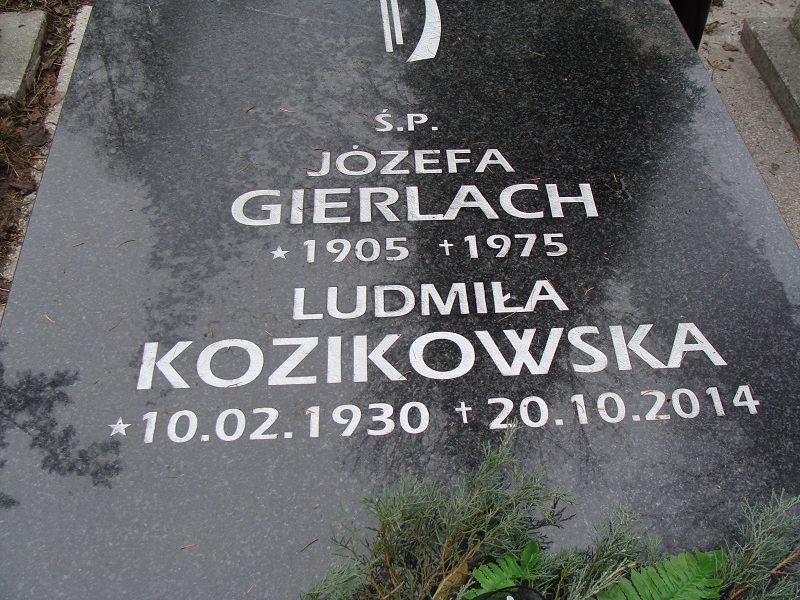 Ś.P.
JÓZEFA
GIERLACH
* 1905 † 1975
LUDMIŁA
KOZIKOWSKA
* 10.02.1930 † 20.10.2014